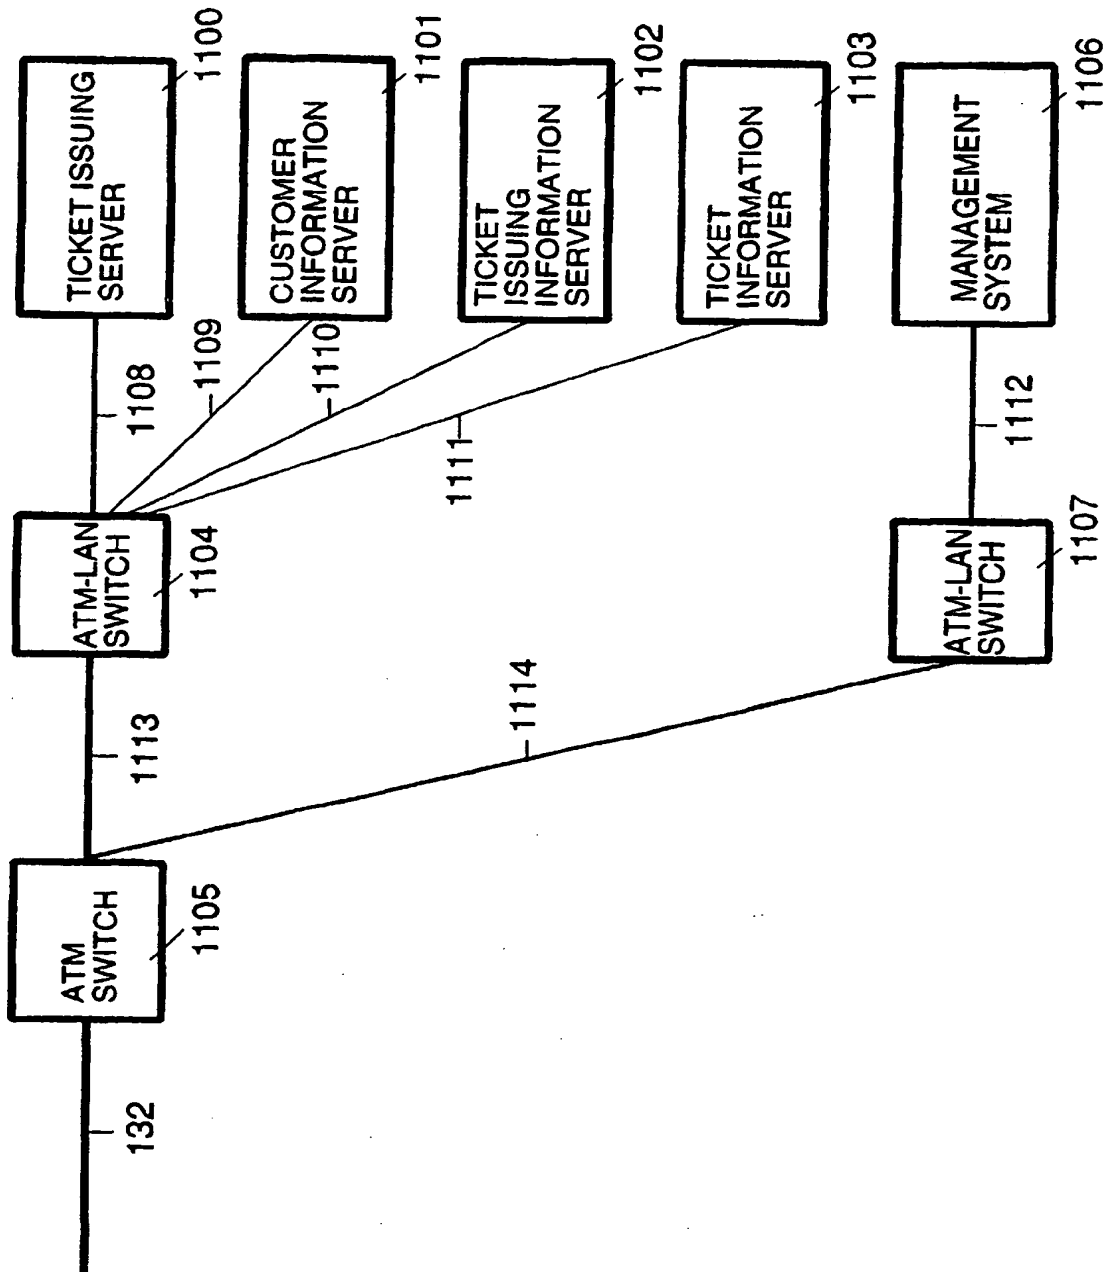 TICKET ISSUING
SERVER
1100
CUSTOMER
INFORMATION
SERVER
1101
TICKET
ISSUING
INFORMATION
SERVER
1102
TICKET
INFORMATION
SERVER
1103
MANAGEMENT
SYSTEM
1106
1108
1109
1110
1111
1112
ATM-LAN
SWITCH
1104
ATM-LAN
SWITCH
1107
1113
1114
ATM
SWITCH
1105
132